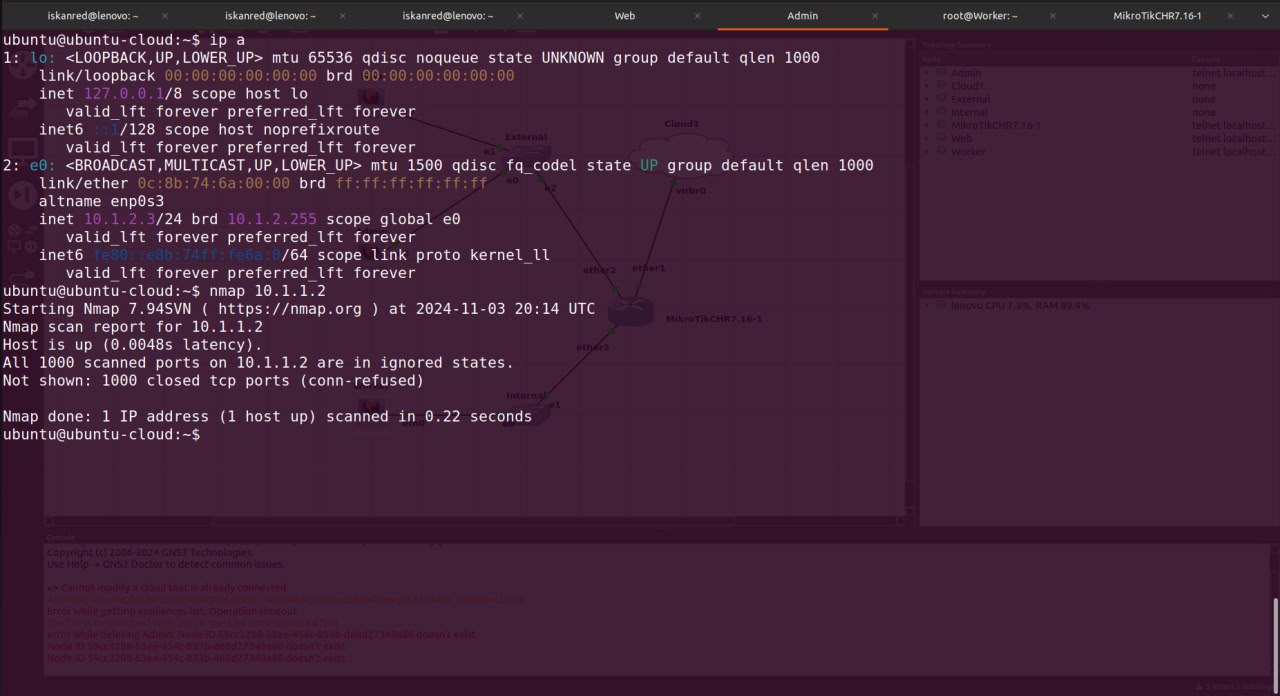 iskanred@lenovo: ~ × iskanred@lenovo: ~ × iskanred@lenovo: ~ × Web × Admin × root@Worker: ~ × MikroTikCHR7.16-1 ×
ubuntu@ubuntu-cloud:~$ ip a
1: lo: <LOOPBACK,UP,LOWER_UP> mtu 65536 qdisc noqueue state UNKNOWN group default qlen 1000
    link/loopback 00:00:00:00:00:00 brd 00:00:00:00:00:00
    inet 127.0.0.1/8 scope host lo
       valid_lft forever preferred_lft forever
    inet6 ::1/128 scope host noprefixroute
       valid_lft forever preferred_lft forever
2: e0: <BROADCAST,MULTICAST,UP,LOWER_UP> mtu 1500 qdisc fq_codel state UP group default qlen 1000
    link/ether 0c:8b:74:6a:00:00 brd ff:ff:ff:ff:ff:ff
    altname enp0s3
    inet 10.1.2.3/24 brd 10.1.2.255 scope global e0
       valid_lft forever preferred_lft forever
    inet6 fe80::e8b:74ff:fe6a:0/64 scope link proto kernel_ll
       valid_lft forever preferred_lft forever
ubuntu@ubuntu-cloud:~$ nmap 10.1.1.2
Starting Nmap 7.94SVN ( https://nmap.org ) at 2024-11-03 20:14 UTC
Nmap scan report for 10.1.1.2
Host is up (0.0048s latency).
All 1000 scanned ports on 10.1.1.2 are in ignored states.
Not shown: 1000 closed tcp ports (conn-refused)
Nmap done: 1 IP address (1 host up) scanned in 0.22 seconds
ubuntu@ubuntu-cloud:~$
Cloud1
External
e1
e0
e2
virbr0
ether2
ether1
MikroTikCHR7.16-1
ether3
Internal
e1
Topology Summary
Node Console
Admin telnet localhost...
Cloud1 none
External none
Internal none
MikroTikCHR7.16-1 telnet localhost...
Web telnet localhost...
Worker telnet localhost...
Servers Summary
lenovo CPU 7.3%, RAM 89.4%
Console
Copyright (c) 2006-2024 GNS3 Technologies.
Use Help -> GNS3 Doctor to detect common issues.
=> Cannot modify a cloud that is already connected
Error while getting appliances list: Operation timeout
error while deleting Admin: Node ID 59cc3298-53ee-454c-833b-d68d27349a86 doesn't exist
Node ID 59cc3298-53ee-454c-833b-d68d27349a86 doesn't exist
Node ID 59cc3298-53ee-454c-833b-d68d27349a86 doesn't exist